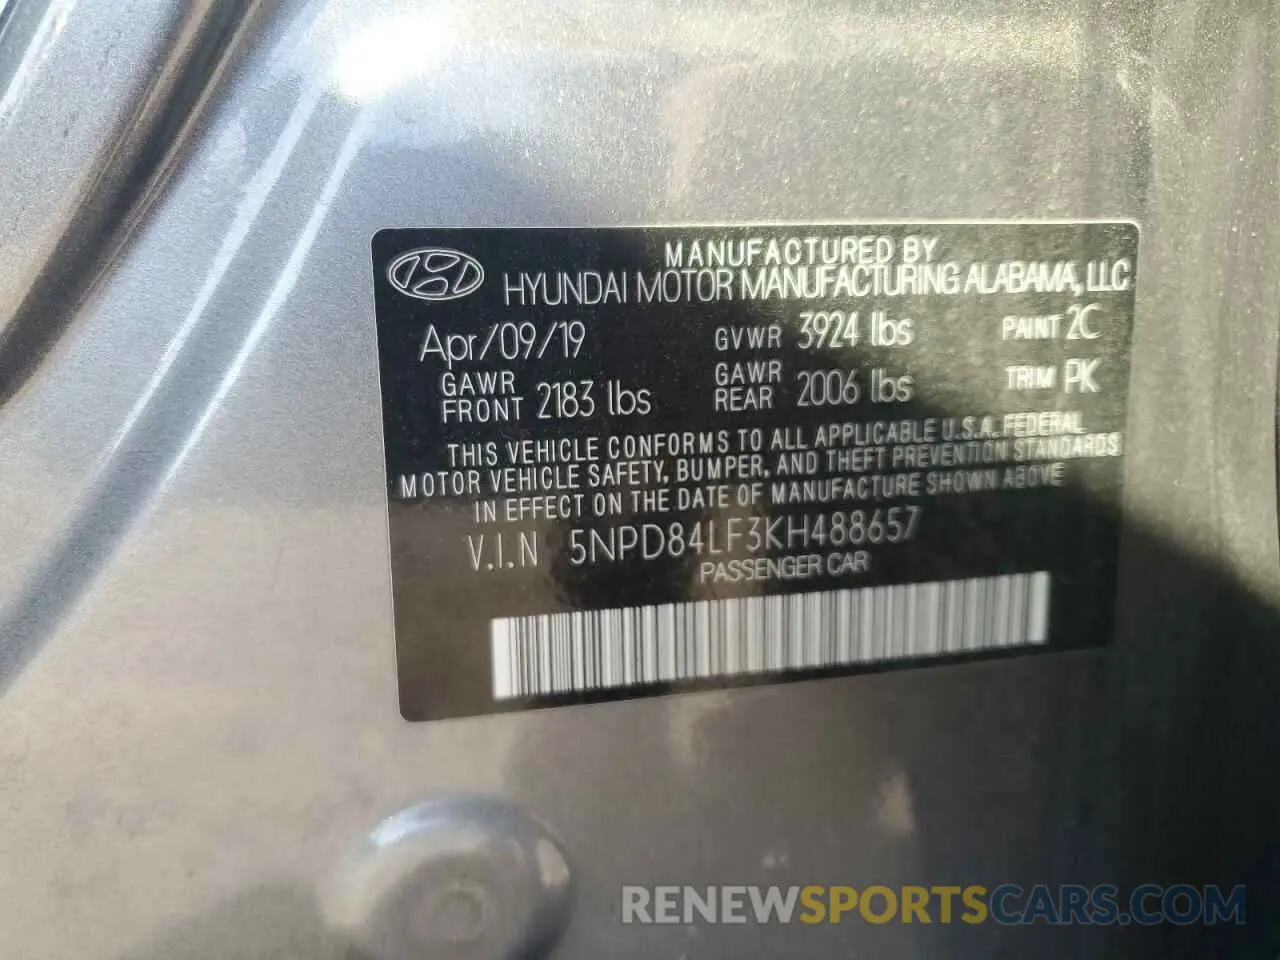 MANUFACTURED BY
HYUNDAI MOTOR MANUFACTURING ALABAMA, LLC
Apr/09/19 GVWR 3924 lbs PAINT 2C
GAWR FRONT 2183 lbs GAWR REAR 2006 lbs TRIM PK
THIS VEHICLE CONFORMS TO ALL APPLICABLE U.S.A. FEDERAL
MOTOR VEHICLE SAFETY, BUMPER, AND THEFT PREVENTION STANDARDS
IN EFFECT ON THE DATE OF MANUFACTURE SHOWN ABOVE
V.I.N 5NPD84LF3KH488657
PASSENGER CAR
RENEWSPORTSCARS.COM